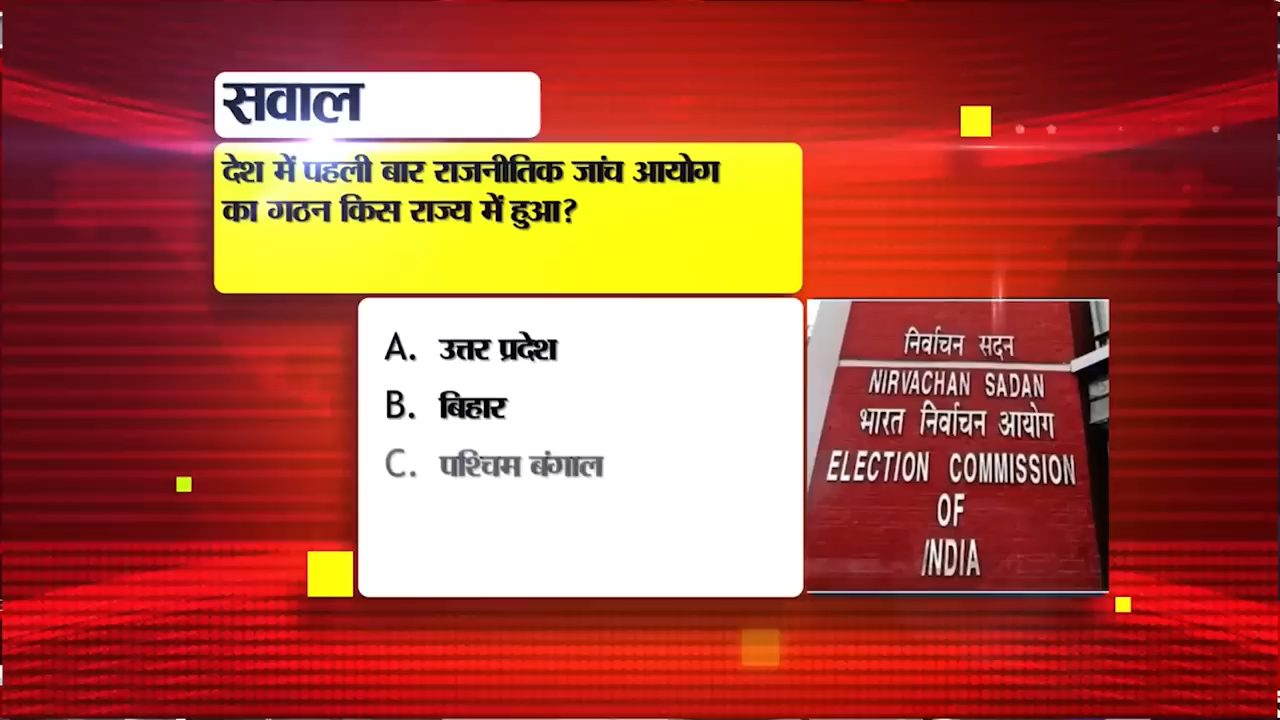 सवाल
देश में पहली बार राजनीतिक जांच आयोग
का गठन किस राज्य में हुआ?
A. उत्तर प्रदेश
B. बिहार
C. पश्चिम बंगाल
निर्वाचन सदन
NIRVACHAN SADAN
भारत निर्वाचन आयोग
ELECTION COMMISSION
OF
INDIA